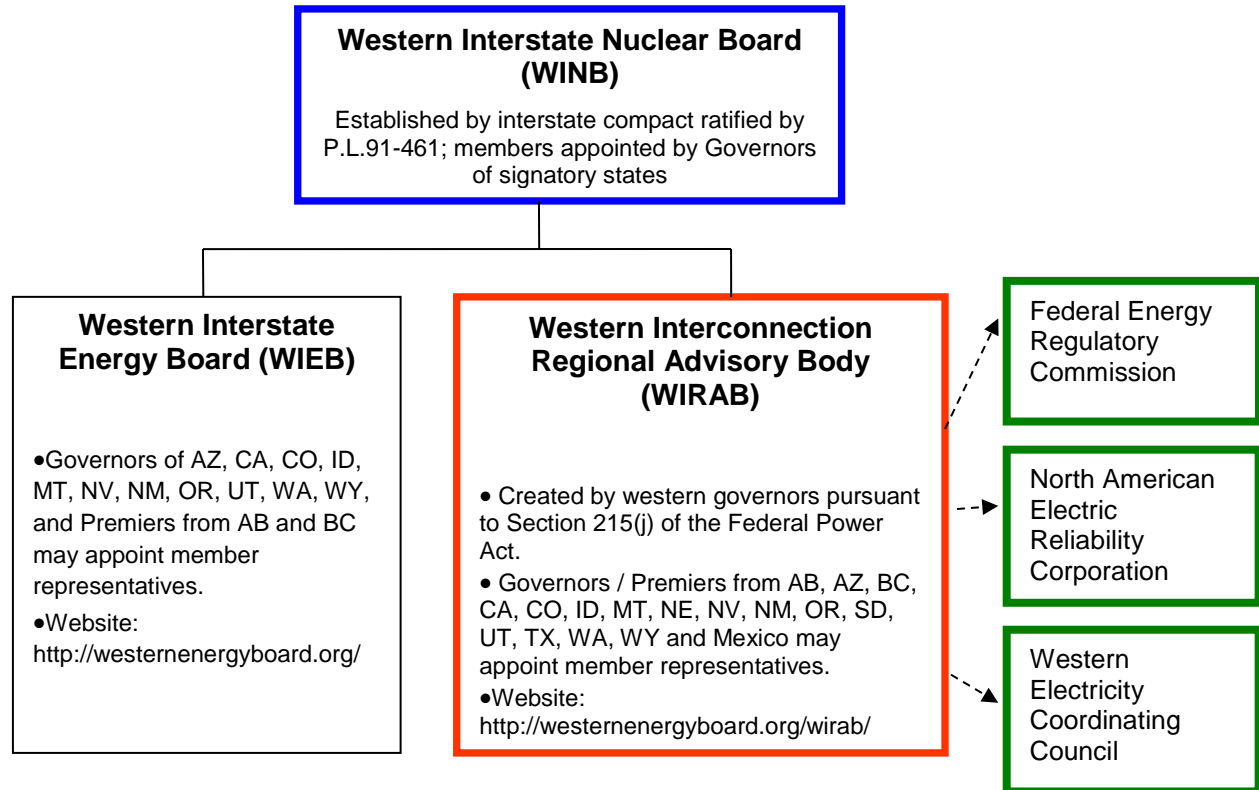 Western Interstate Nuclear Board
(WINB)
Established by interstate compact ratified by
P.L.91-461; members appointed by Governors
of signatory states
Western Interstate
Energy Board (WIEB)
•Governors of AZ, CA, CO, ID,
MT, NV, NM, OR, UT, WA, WY,
and Premiers from AB and BC
may appoint member
representatives.
•Website:
http://westernenergyboard.org/
Western Interconnection
Regional Advisory Body
(WIRAB)
• Created by western governors pursuant
to Section 215(j) of the Federal Power
Act.
• Governors / Premiers from AB, AZ, BC,
CA, CO, ID, MT, NE, NV, NM, OR, SD,
UT, TX, WA, WY and Mexico may
appoint member representatives.
•Website:
http://westernenergyboard.org/wirab/
Federal Energy
Regulatory
Commission
North American
Electric
Reliability
Corporation
Western
Electricity
Coordinating
Council